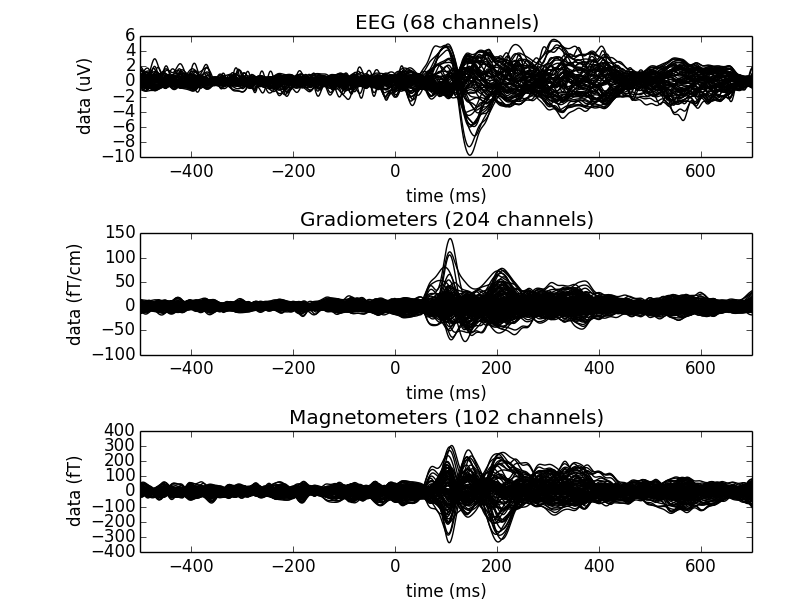 EEG (68 channels)
6
4
2
0
−2
−4
−6
−8
−10
data (uV)
−400 −200 0 200 400 600
time (ms)
Gradiometers (204 channels)
150
100
50
0
−50
−100
data (fT/cm)
−400 −200 0 200 400 600
time (ms)
Magnetometers (102 channels)
400
300
200
100
0
−100
−200
−300
−400
data (fT)
−400 −200 0 200 400 600
time (ms)